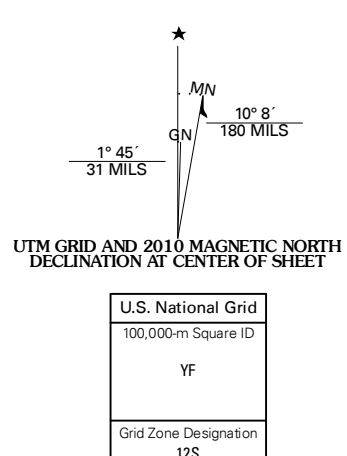 MN
GN
10° 8´
180 MILS
1° 45´
31 MILS
UTM GRID AND 2010 MAGNETIC NORTH
DECLINATION AT CENTER OF SHEET
U.S. National Grid
100,000-m Square ID
YF
Grid Zone Designation
12S